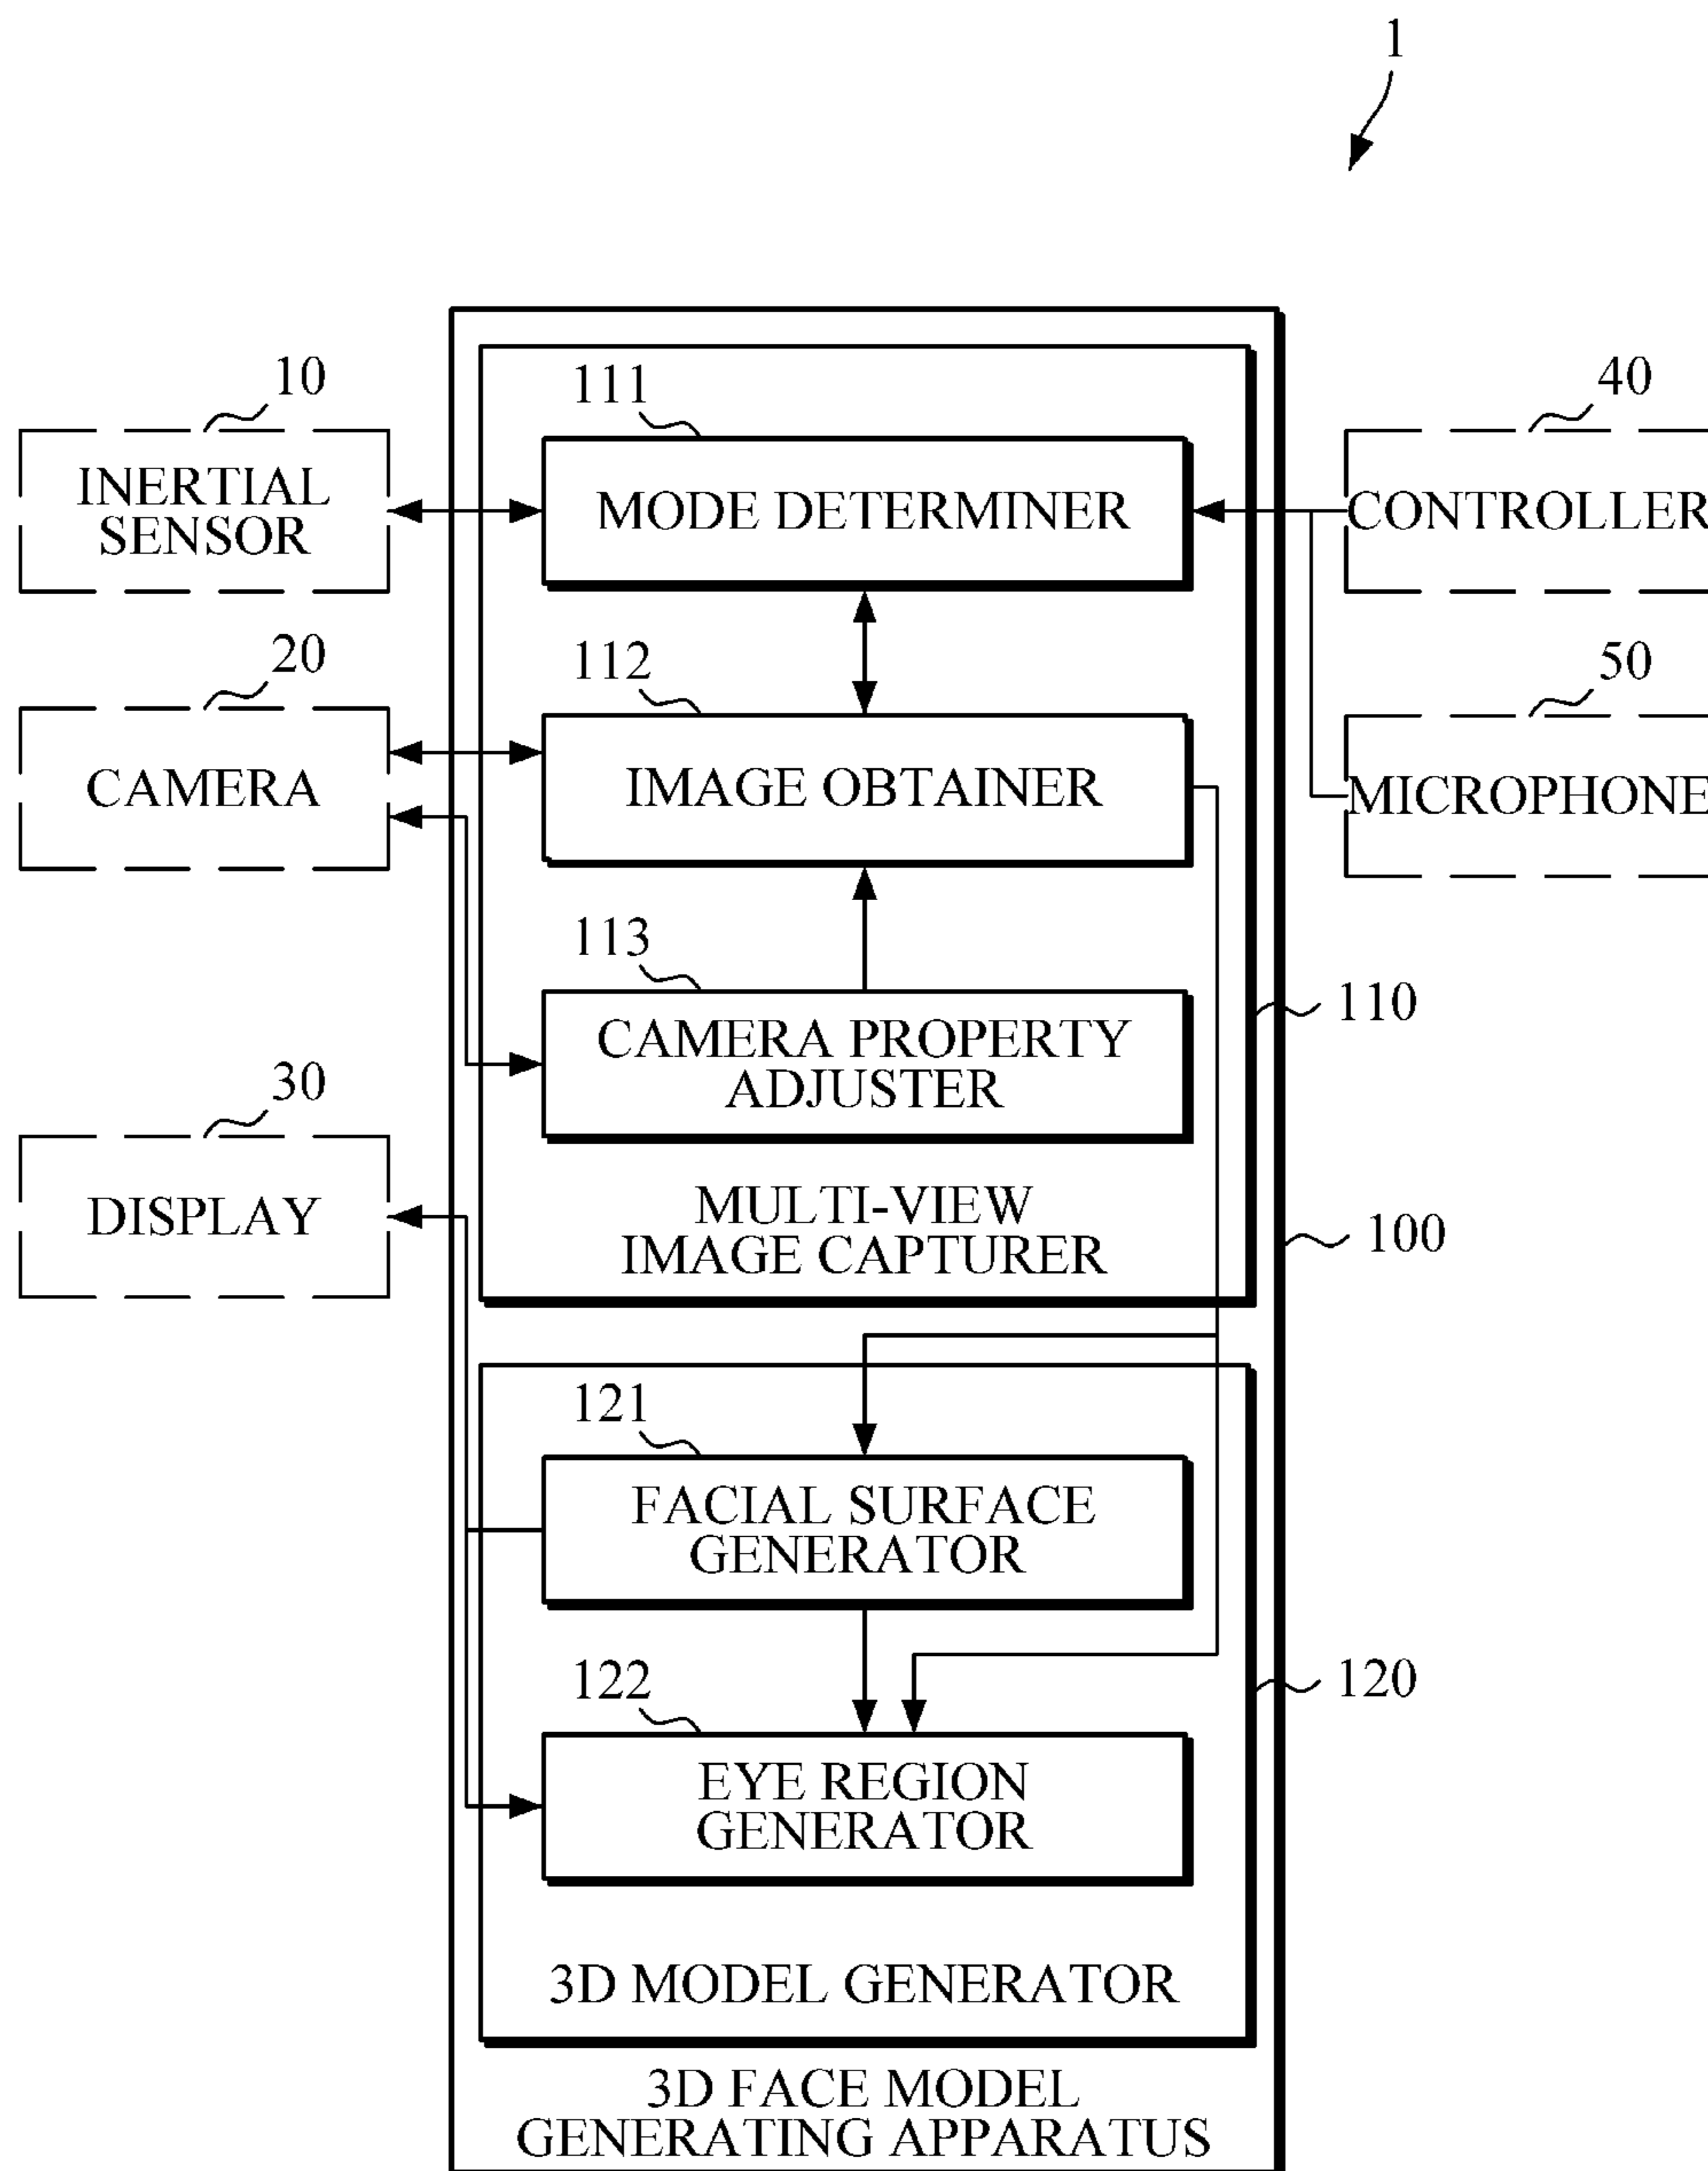 1
10
111
40
INERTIAL
SENSOR
MODE DETERMINER
CONTROLLER
20
112
50
CAMERA
IMAGE OBTAINER
MICROPHONE
113
110
CAMERA PROPERTY
ADJUSTER
30
DISPLAY
MULTI-VIEW
IMAGE CAPTURER
100
121
FACIAL SURFACE
GENERATOR
122
120
EYE REGION
GENERATOR
3D MODEL GENERATOR
3D FACE MODEL
GENERATING APPARATUS